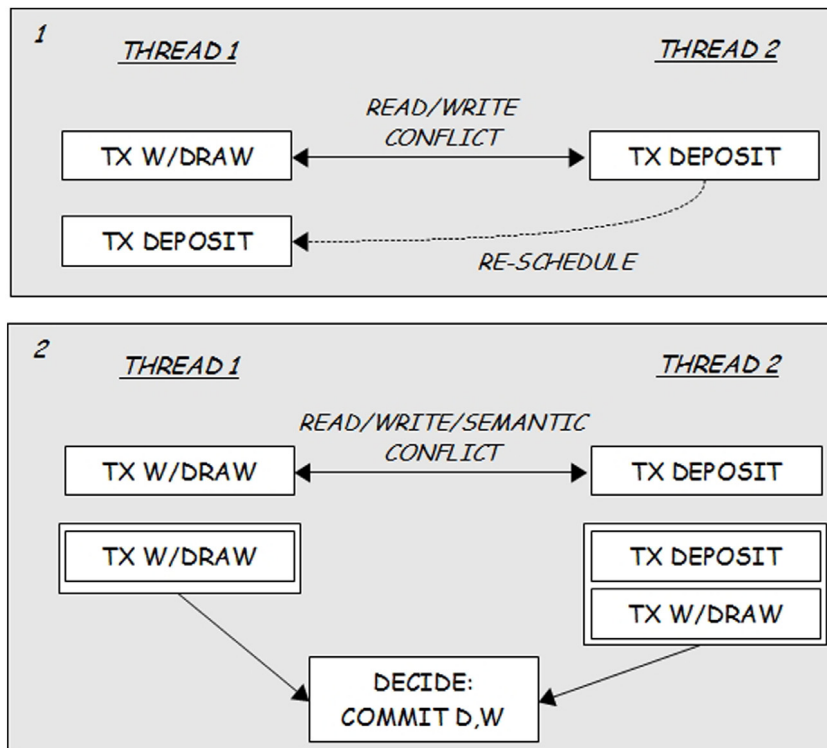 1
THREAD 1
THREAD 2
READ/WRITE
CONFLICT
TX W/DRAW
TX DEPOSIT
TX DEPOSIT
RE-SCHEDULE
2
THREAD 1
THREAD 2
READ/WRITE/SEMANTIC
CONFLICT
TX W/DRAW
TX DEPOSIT
TX W/DRAW
TX DEPOSIT
TX W/DRAW
DECIDE:
COMMIT D,W